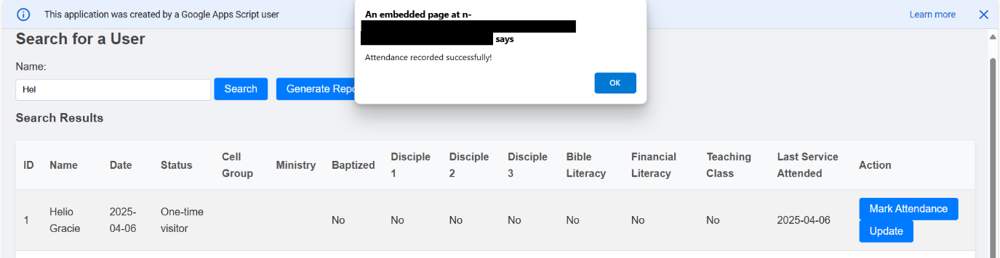 This application was created by a Google Apps Script user
Learn more
An embedded page at n-
says
Attendance recorded successfully!
OK
Search for a User
Name:
Hel
Search
Generate Repo
Search Results
ID Name Date Status Cell Group Ministry Baptized Disciple 1 Disciple 2 Disciple 3 Bible Literacy Financial Literacy Teaching Class Last Service Attended Action
1 Helio Gracie 2025-04-06 One-time visitor No No No No No No No 2025-04-06 Mark Attendance
Update